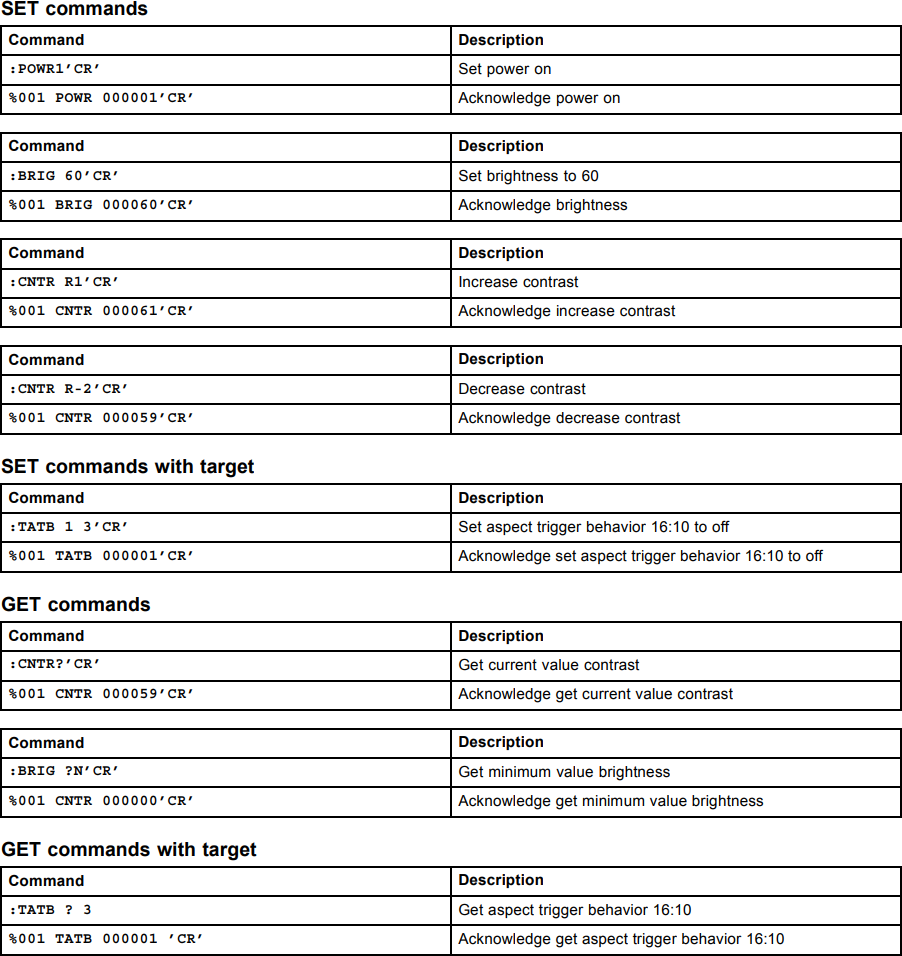 SET commands
Command Description
:POWR1’CR’ Set power on
%001 POWR 000001’CR’ Acknowledge power on
Command Description
:BRIG 60’CR’ Set brightness to 60
%001 BRIG 000060’CR’ Acknowledge brightness
Command Description
:CNTR R1’CR’ Increase contrast
%001 CNTR 000061’CR’ Acknowledge increase contrast
Command Description
:CNTR R-2’CR’ Decrease contrast
%001 CNTR 000059’CR’ Acknowledge decrease contrast
SET commands with target
Command Description
:TATB 1 3’CR’ Set aspect trigger behavior 16:10 to off
%001 TATB 000001’CR’ Acknowledge set aspect trigger behavior 16:10 to off
GET commands
Command Description
:CNTR?’CR’ Get current value contrast
%001 CNTR 000059’CR’ Acknowledge get current value contrast
Command Description
:BRIG ?N’CR’ Get minimum value brightness
%001 CNTR 000000’CR’ Acknowledge get minimum value brightness
GET commands with target
Command Description
:TATB ? 3 Get aspect trigger behavior 16:10
%001 TATB 000001 ’CR’ Acknowledge get aspect trigger behavior 16:10